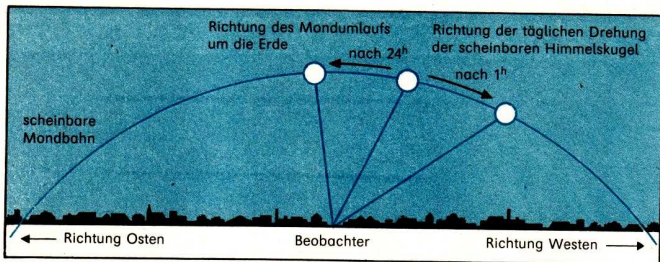 Richtung des Mondumlaufs
um die Erde
nach 24ʰ
Richtung der täglichen Drehung
der scheinbaren Himmelskugel
nach 1ʰ
scheinbare
Mondbahn
← Richtung Osten
Beobachter
Richtung Westen →